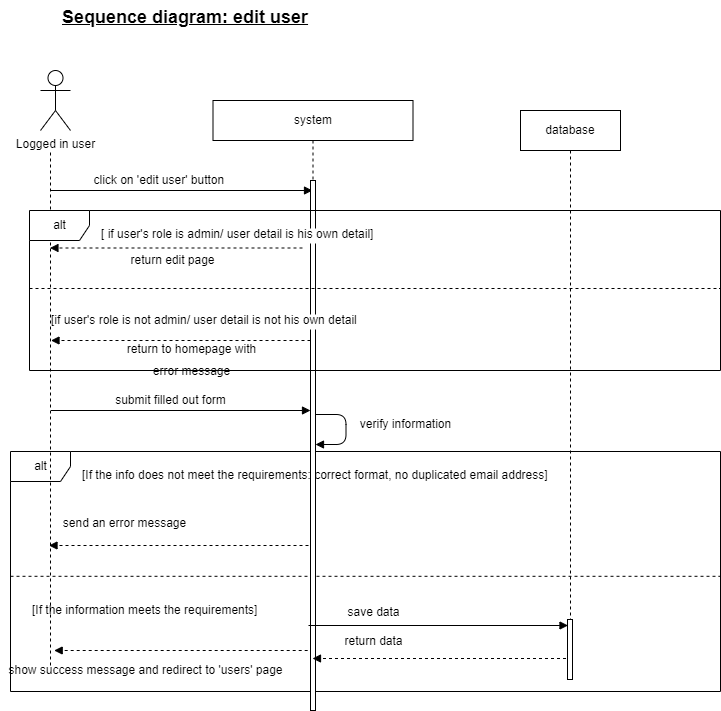 Sequence diagram: edit user
Logged in user
system
database
click on 'edit user' button
alt
[ if user's role is admin/ user detail is his own detail]
return edit page
[if user's role is not admin/ user detail is not his own detail
return to homepage with
error message
submit filled out form
verify information
alt
[If the info does not meet the requirements: correct format, no duplicated email address]
send an error message
[If the information meets the requirements]
save data
return data
show success message and redirect to 'users' page